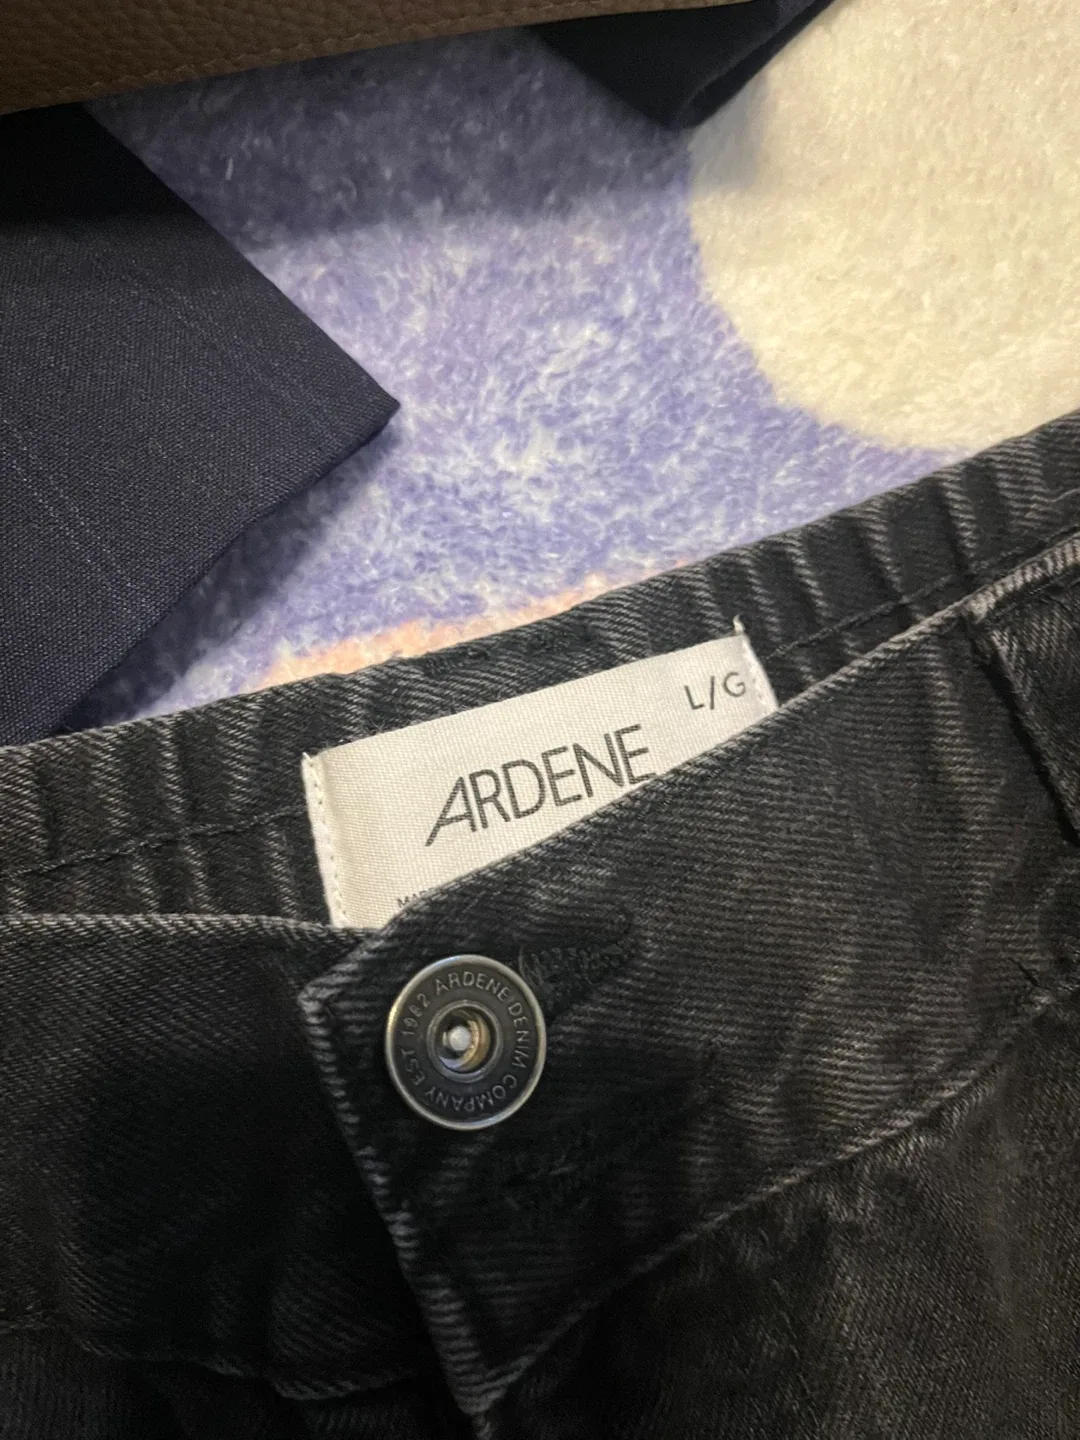 L/G
ARDENE
ARDENE DENIM COMPANY EST 1982